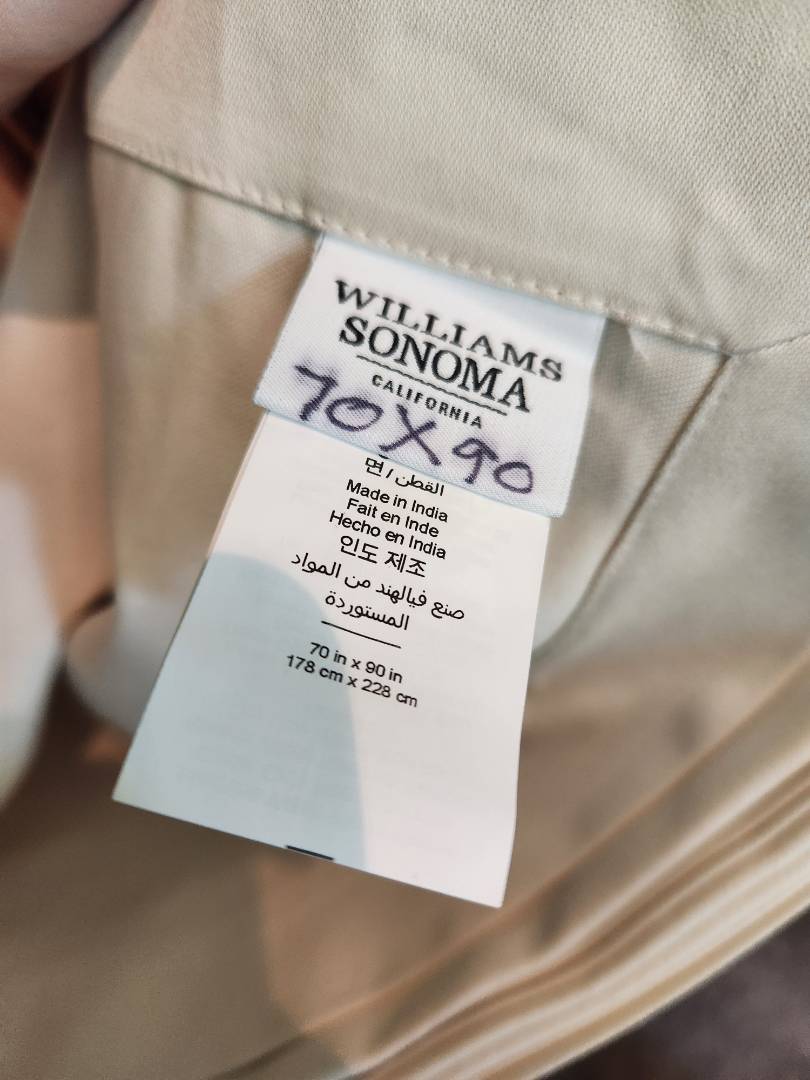 WILLIAMS
SONOMA
CALIFORNIA
70X90
면 / القطن
Made in India
Fait en Inde
Hecho en India
인도 제조
صنع فيالهند من المواد
المستوردة
70 in x 90 in
178 cm x 228 cm